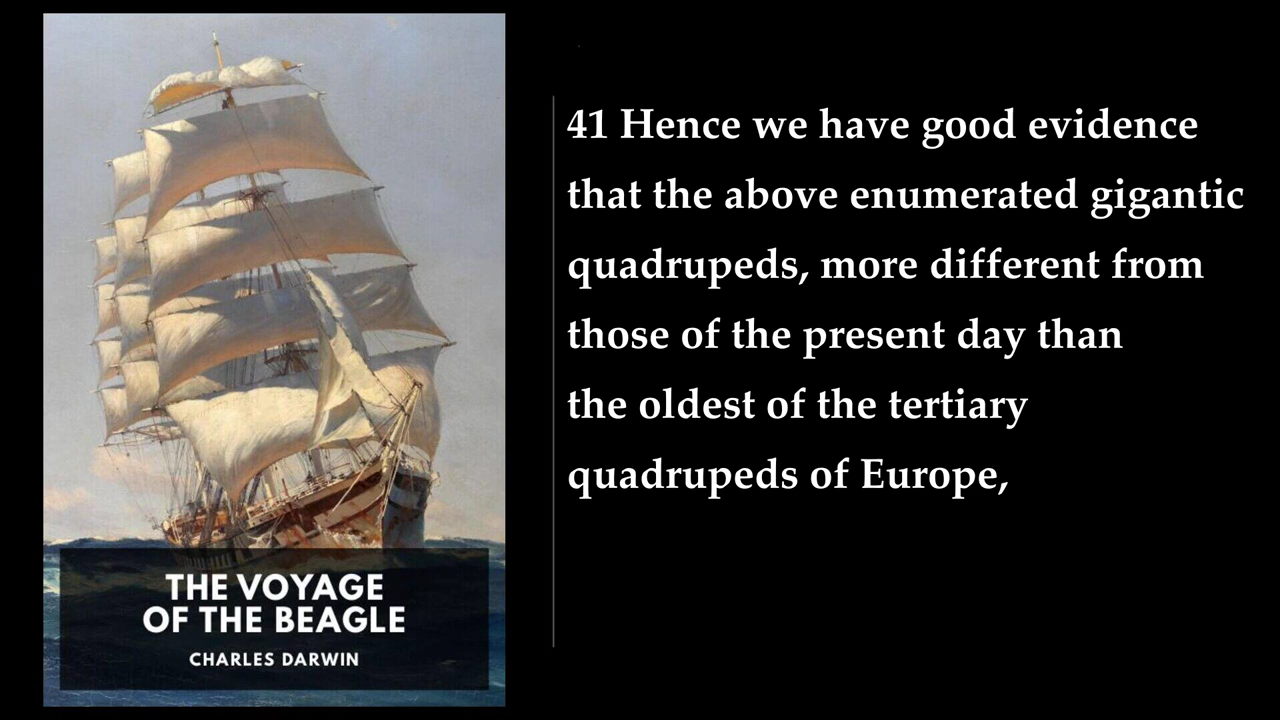 THE VOYAGE
OF THE BEAGLE
CHARLES DARWIN
41 Hence we have good evidence
that the above enumerated gigantic
quadrupeds, more different from
those of the present day than
the oldest of the tertiary
quadrupeds of Europe,